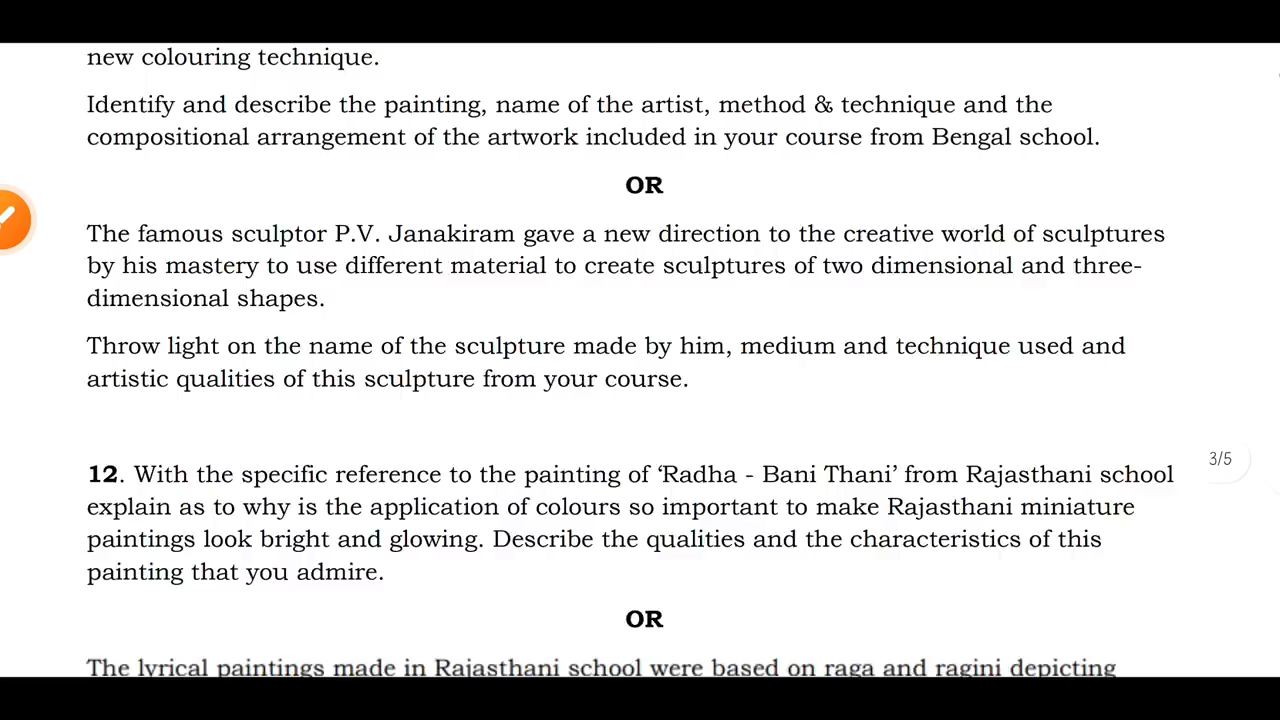 new colouring technique.
Identify and describe the painting, name of the artist, method & technique and the
compositional arrangement of the artwork included in your course from Bengal school.
OR
The famous sculptor P.V. Janakiram gave a new direction to the creative world of sculptures
by his mastery to use different material to create sculptures of two dimensional and three-
dimensional shapes.
Throw light on the name of the sculpture made by him, medium and technique used and
artistic qualities of this sculpture from your course.
3/5
12. With the specific reference to the painting of ‘Radha - Bani Thani’ from Rajasthani school
explain as to why is the application of colours so important to make Rajasthani miniature
paintings look bright and glowing. Describe the qualities and the characteristics of this
painting that you admire.
OR
The lyrical paintings made in Rajasthani school were based on raga and ragini depicting